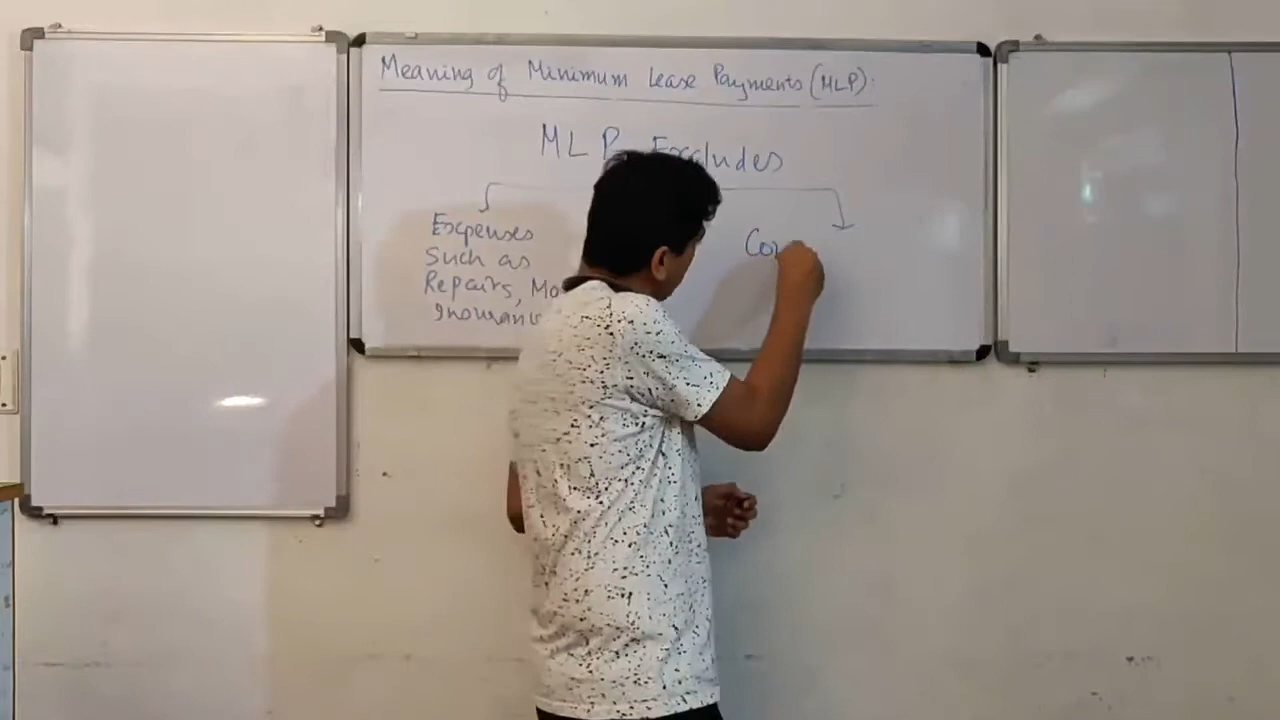 Meaning of Minimum Lease Payments (MLP):
MLP Excludes
Expenses
Such as
Repairs,